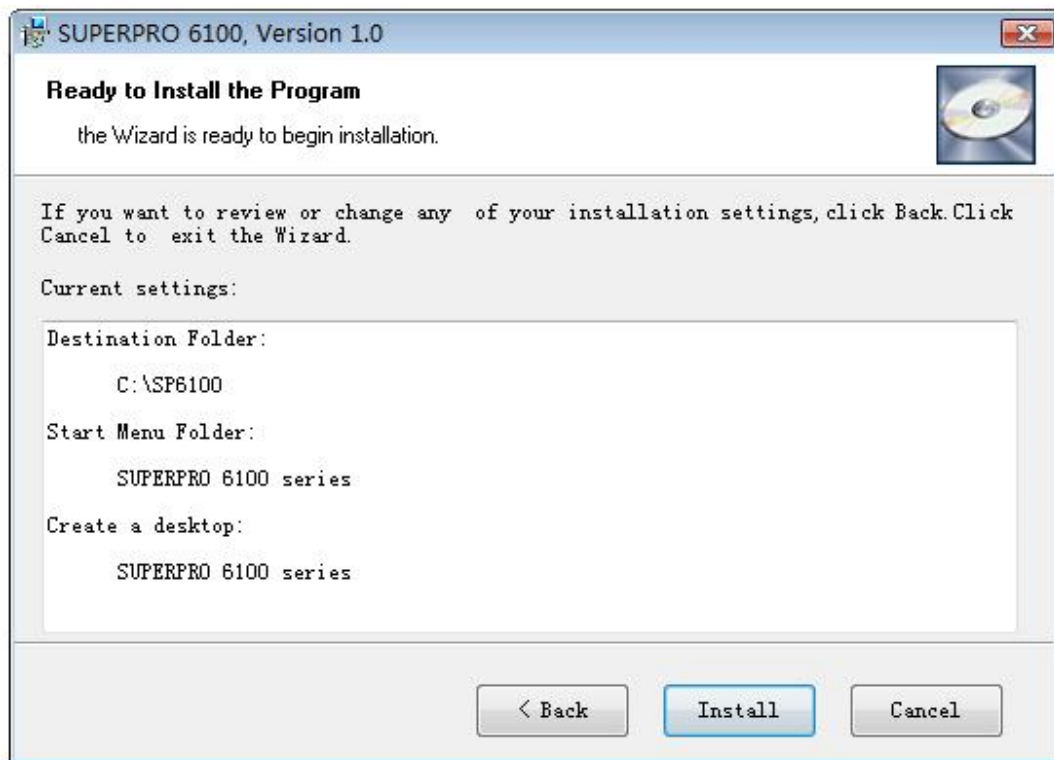 SUPERPRO 6100, Version 1.0
Ready to Install the Program
the Wizard is ready to begin installation.
If you want to review or change any  of your installation settings,click Back.Click
Cancel to  exit the Wizard.
Current settings:
Destination Folder:
C:\SP6100
Start Menu Folder:
SUPERPRO 6100 series
Create a desktop:
SUPERPRO 6100 series
< Back
Install
Cancel